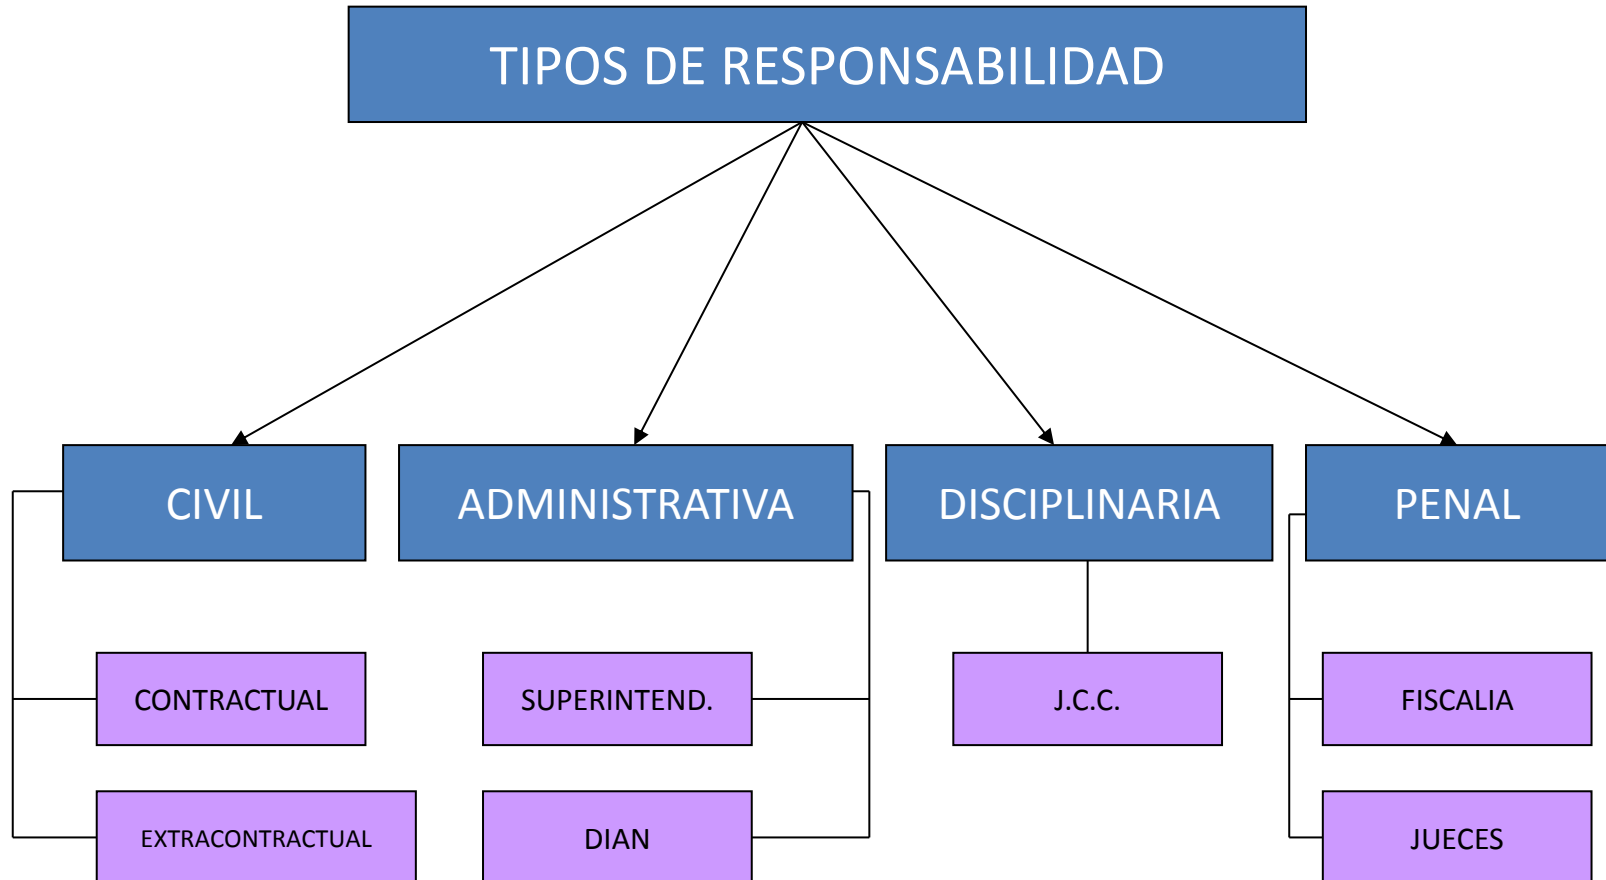 TIPOS DE RESPONSABILIDAD
CIVIL
ADMINISTRATIVA
DISCIPLINARIA
PENAL
CONTRACTUAL
SUPERINTEND.
J.C.C.
FISCALIA
EXTRACONTRACTUAL
DIAN
JUECES